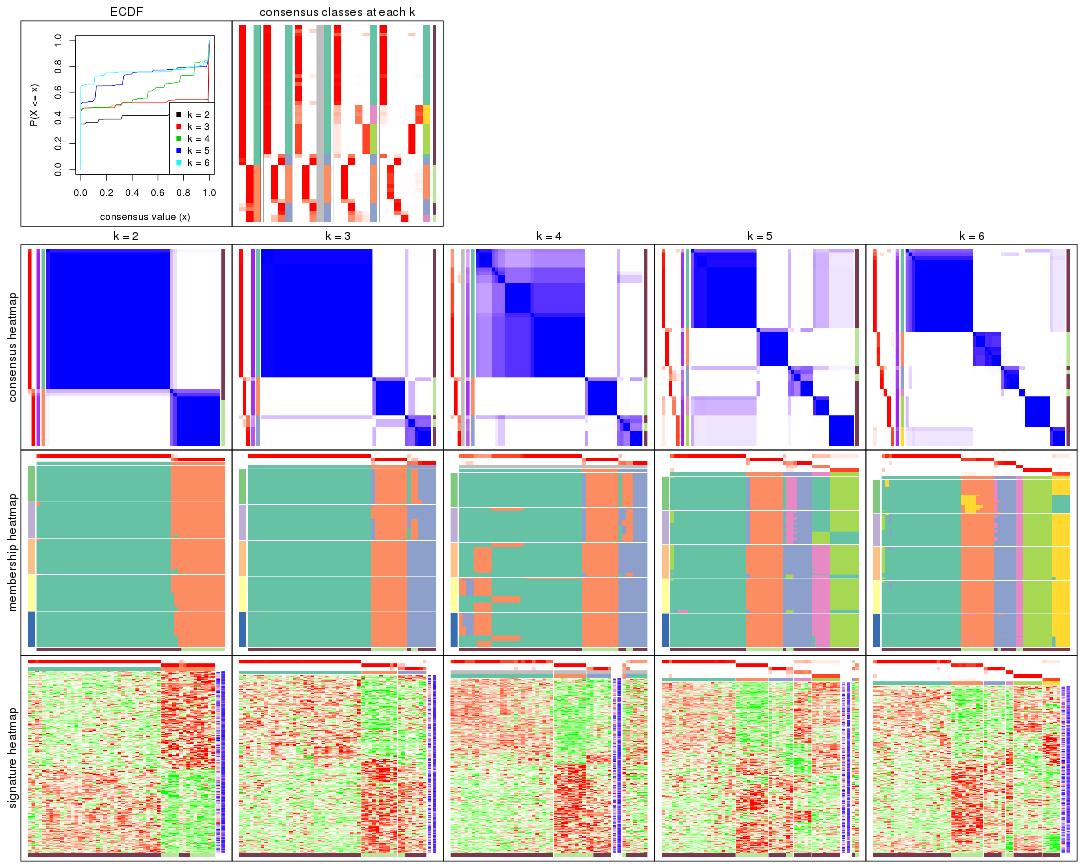 ECDF
consensus classes at each k
P(X <= x)
1.0
0.8
0.6
0.4
0.2
0.0
k = 2
k = 3
k = 4
k = 5
k = 6
0.0 0.2 0.4 0.6 0.8 1.0
consensus value (x)
k = 2
k = 3
k = 4
k = 5
k = 6
consensus heatmap
membership heatmap
signature heatmap